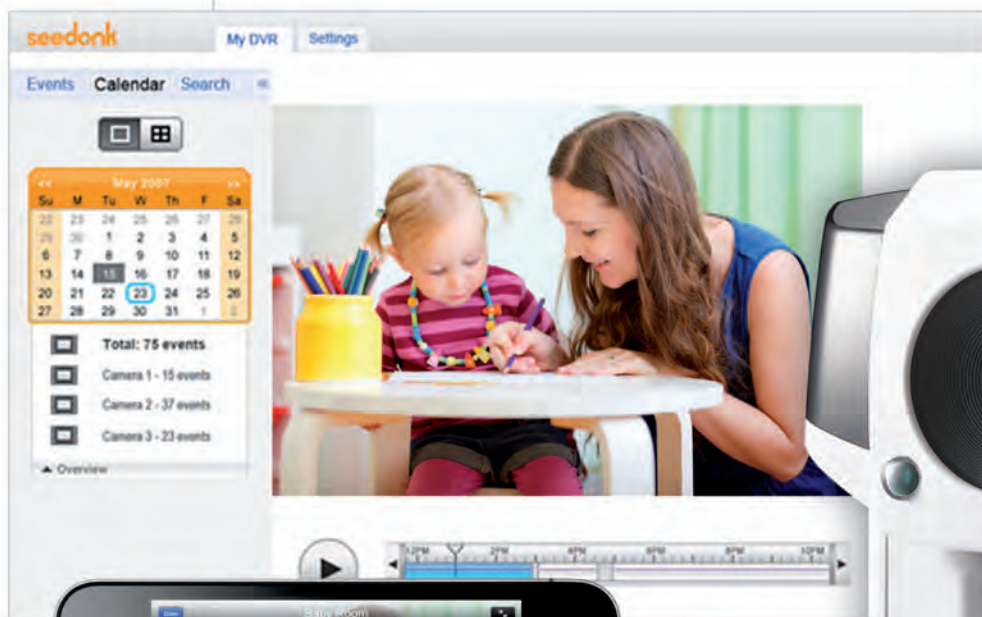 seedonk
My DVR Settings
Events Calendar Search «
<< May 2007 >>
Su M Tu W Th F Sa
22 23 24 25 26 27 28
29 30 1 2 3 4 5
6 7 8 9 10 11 12
13 14 15 16 17 18 19
20 21 22 23 24 25 26
27 28 29 30 31 1 2
Total: 75 events
Camera 1 - 15 events
Camera 2 - 37 events
Camera 3 - 23 events
Overview
12PM 2PM 4PM 6PM 8PM 10PM
Done Baby Room